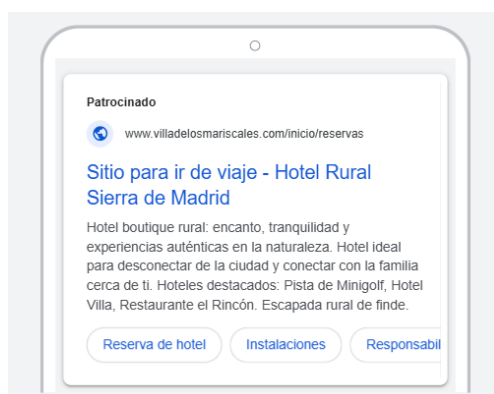 Patrocinado
www.villadelosmariscales.com/inicio/reservas
Sitio para ir de viaje - Hotel Rural
Sierra de Madrid
Hotel boutique rural: encanto, tranquilidad y
experiencias auténticas en la naturaleza. Hotel ideal
para desconectar de la ciudad y conectar con la familia
cerca de ti. Hoteles destacados: Pista de Minigolf, Hotel
Villa, Restaurante el Rincón. Escapada rural de finde.
Reserva de hotel Instalaciones Responsabil